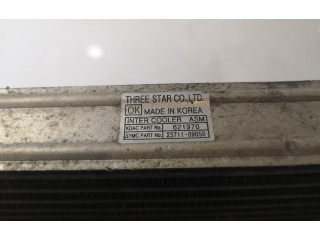 THREE STAR CO.,LTD
OK MADE IN KOREA
INTER COOLER ASM
KDAC PART No. 621970
SYMC PART No. 23711-09050